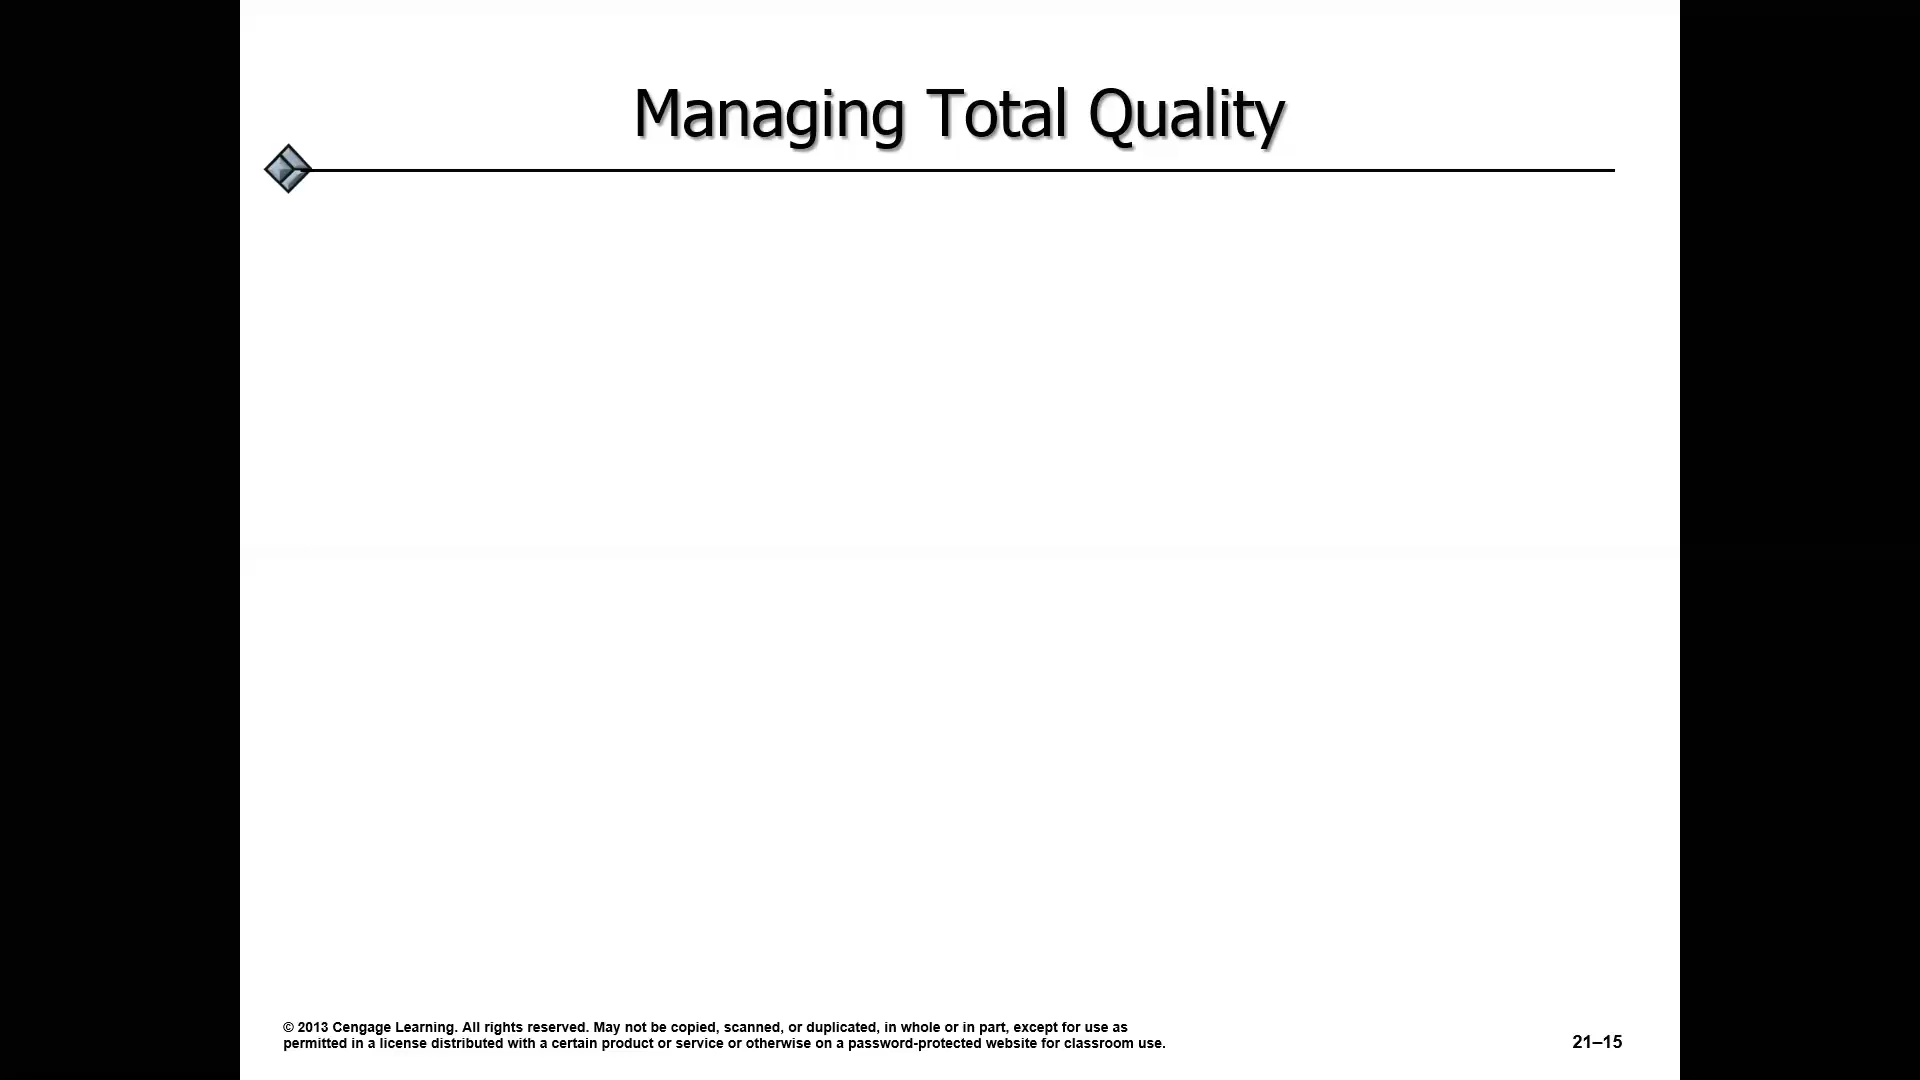 Managing Total Quality
© 2013 Cengage Learning. All rights reserved. May not be copied, scanned, or duplicated, in whole or in part, except for use as
permitted in a license distributed with a certain product or service or otherwise on a password-protected website for classroom use.
21–15